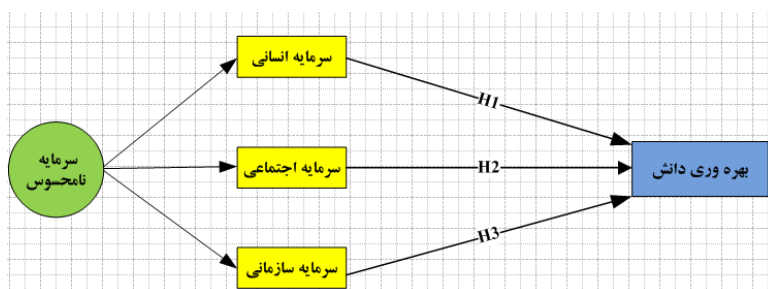 سرمایه انسانی
H1
سرمایه
نامحسوس
سرمایه اجتماعی
H2
بهره وری دانش
سرمایه سازمانی
H3